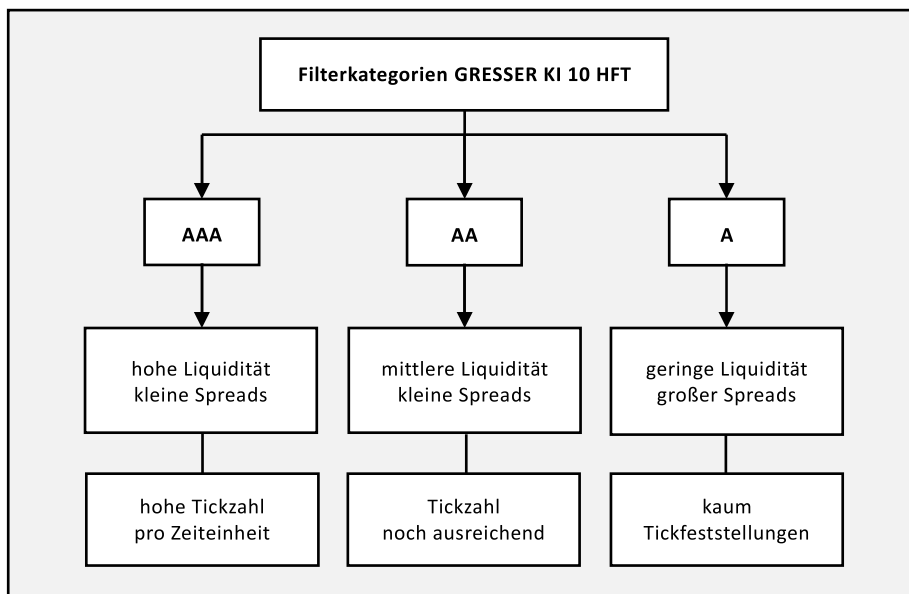 Filterkategorien GRESSER KI 10 HFT
AAA
AA
A
hohe Liquidität
kleine Spreads
mittlere Liquidität
kleine Spreads
geringe Liquidität
großer Spreads
hohe Tickzahl
pro Zeiteinheit
Tickzahl
noch ausreichend
kaum
Tickfeststellungen